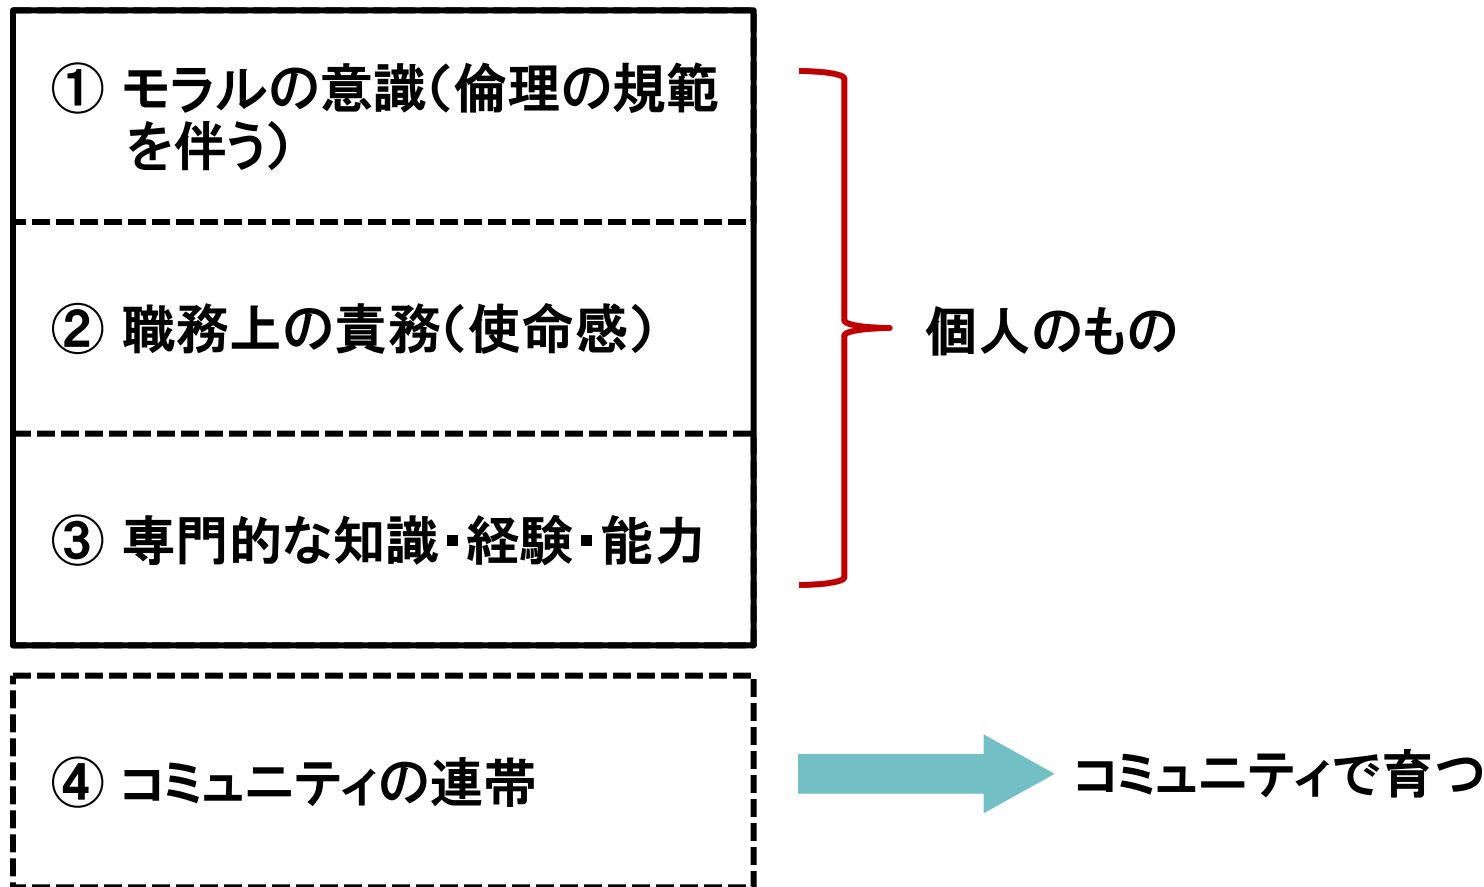 ① モラルの意識(倫理の規範
を伴う)
② 職務上の責務(使命感)
個人のもの
③ 専門的な知識・経験・能力
④ コミュニティの連帯
コミュニティで育つ